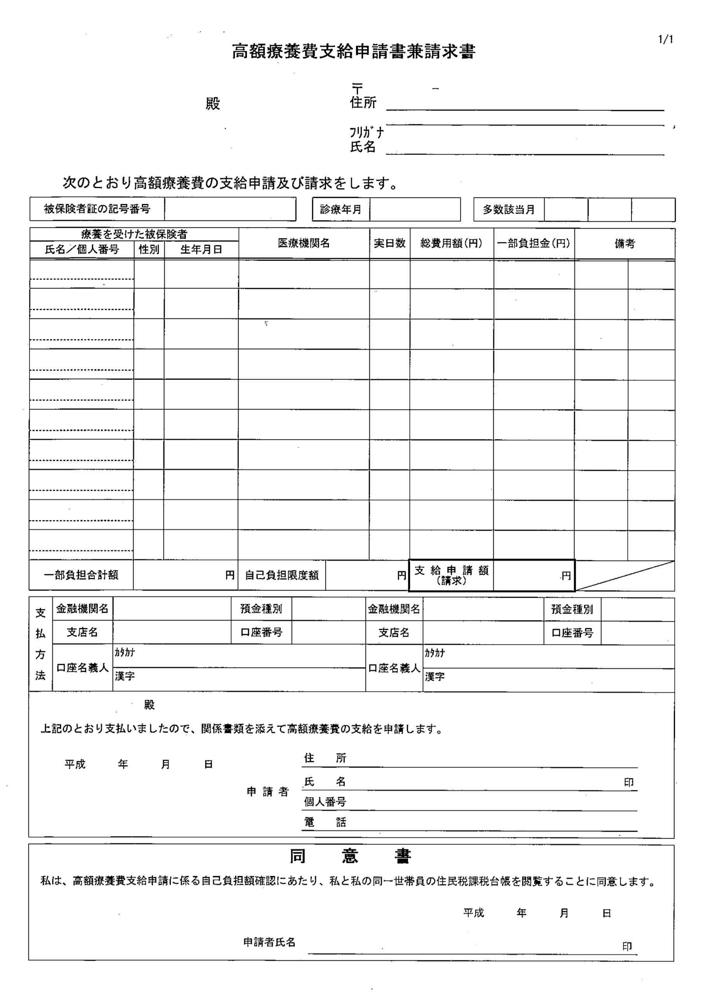 1/1
高額療養費支給申請書兼請求書
〒 －
殿 住所
ﾌﾘｶﾞﾅ
氏名
次のとおり高額療養費の支給申請及び請求をします。
被保険者証の記号番号 診療年月 多数該当月
療養を受けた被保険者 医療機関名 実日数 総費用額(円) 一部負担金(円) 備考
氏名／個人番号 性別 生年月日
一部負担合計額 円 自己負担限度額 円 支給申請額 円
(請求)
支払方法
金融機関名 預金種別 金融機関名 預金種別
支店名 口座番号 支店名 口座番号
口座名義人 ｶﾀｶﾅ 口座名義人 ｶﾀｶﾅ
漢字 漢字
殿
上記のとおり支払いましたので、関係書類を添えて高額療養費の支給を申請します。
平成 年 月 日 住 所
申請者 氏 名 印
個人番号
電 話
同 意 書
私は、高額療養費支給申請に係る自己負担額確認にあたり、私と私の同一世帯員の住民税課税台帳を閲覧することに同意します。
平成 年 月 日
申請者氏名 印